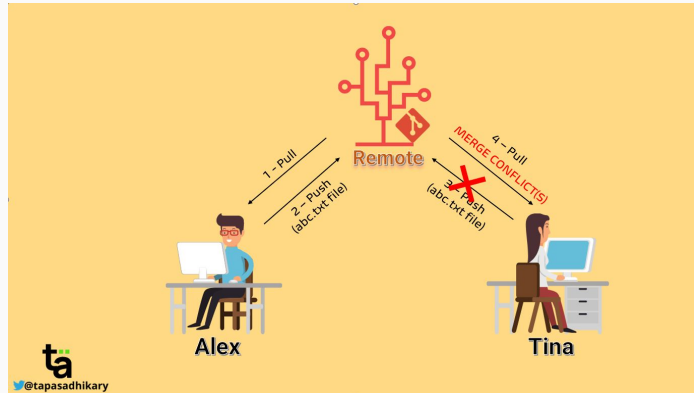 Remote
1 - Pull
2 - Push
(abc.txt file)
4 - Pull
MERGE CONFLICT(S)
3 - Push
(abc.txt file)
Alex
Tina
tä
@tapasadhikary